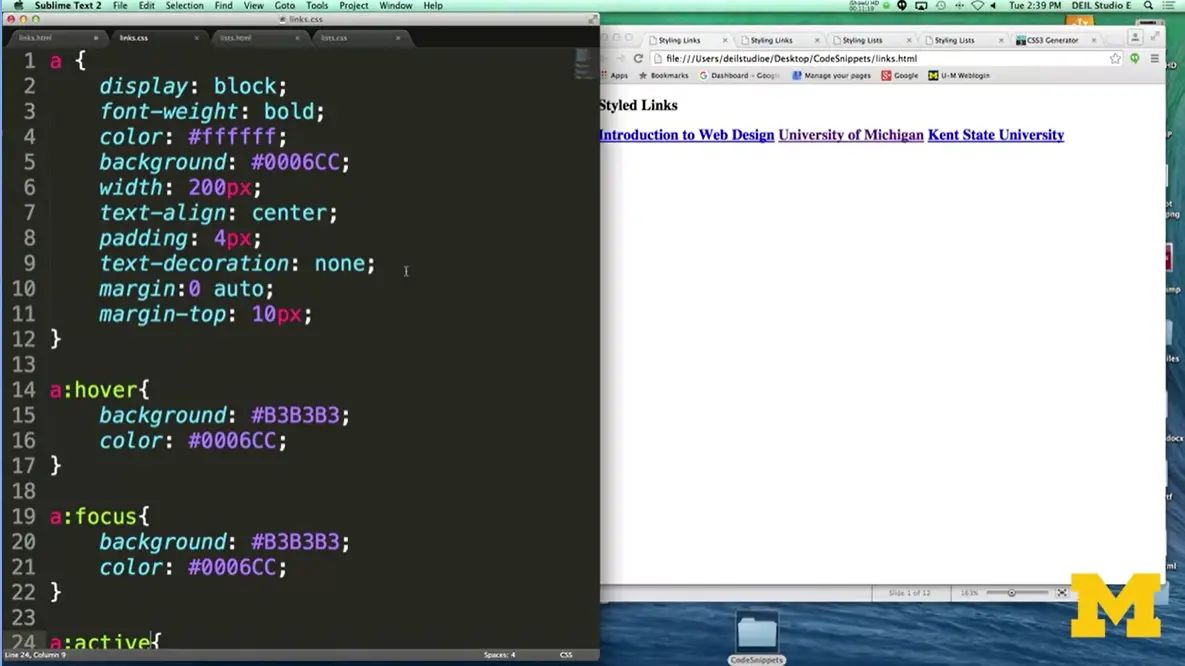 Sublime Text 2 File Edit Selection Find View Goto Tools Project Window Help
Tue 2:39 PM DEIL Studio E
links.css
links.html links.css lists.html lists.css
1 a {
2 display: block;
3 font-weight: bold;
4 color: #ffffff;
5 background: #0006CC;
6 width: 200px;
7 text-align: center;
8 padding: 4px;
9 text-decoration: none;
10 margin:0 auto;
11 margin-top: 10px;
12 }
13
14 a:hover{
15 background: #B3B3B3;
16 color: #0006CC;
17 }
18
19 a:focus{
20 background: #B3B3B3;
21 color: #0006CC;
22 }
23
24 a:active{
Line 24, Column 9 Spaces: 4 CSS
Styling Links Styling Links Styling Lists Styling Lists CSS3 Generator
file:///Users/deilstudioe/Desktop/CodeSnippets/links.html
Apps Bookmarks Dashboard - Googl Manage your pages Google U-M Weblogin
Styled Links
Introduction to Web Design University of Michigan Kent State University
Slide 1 of 12 163%
CodeSnippets
M